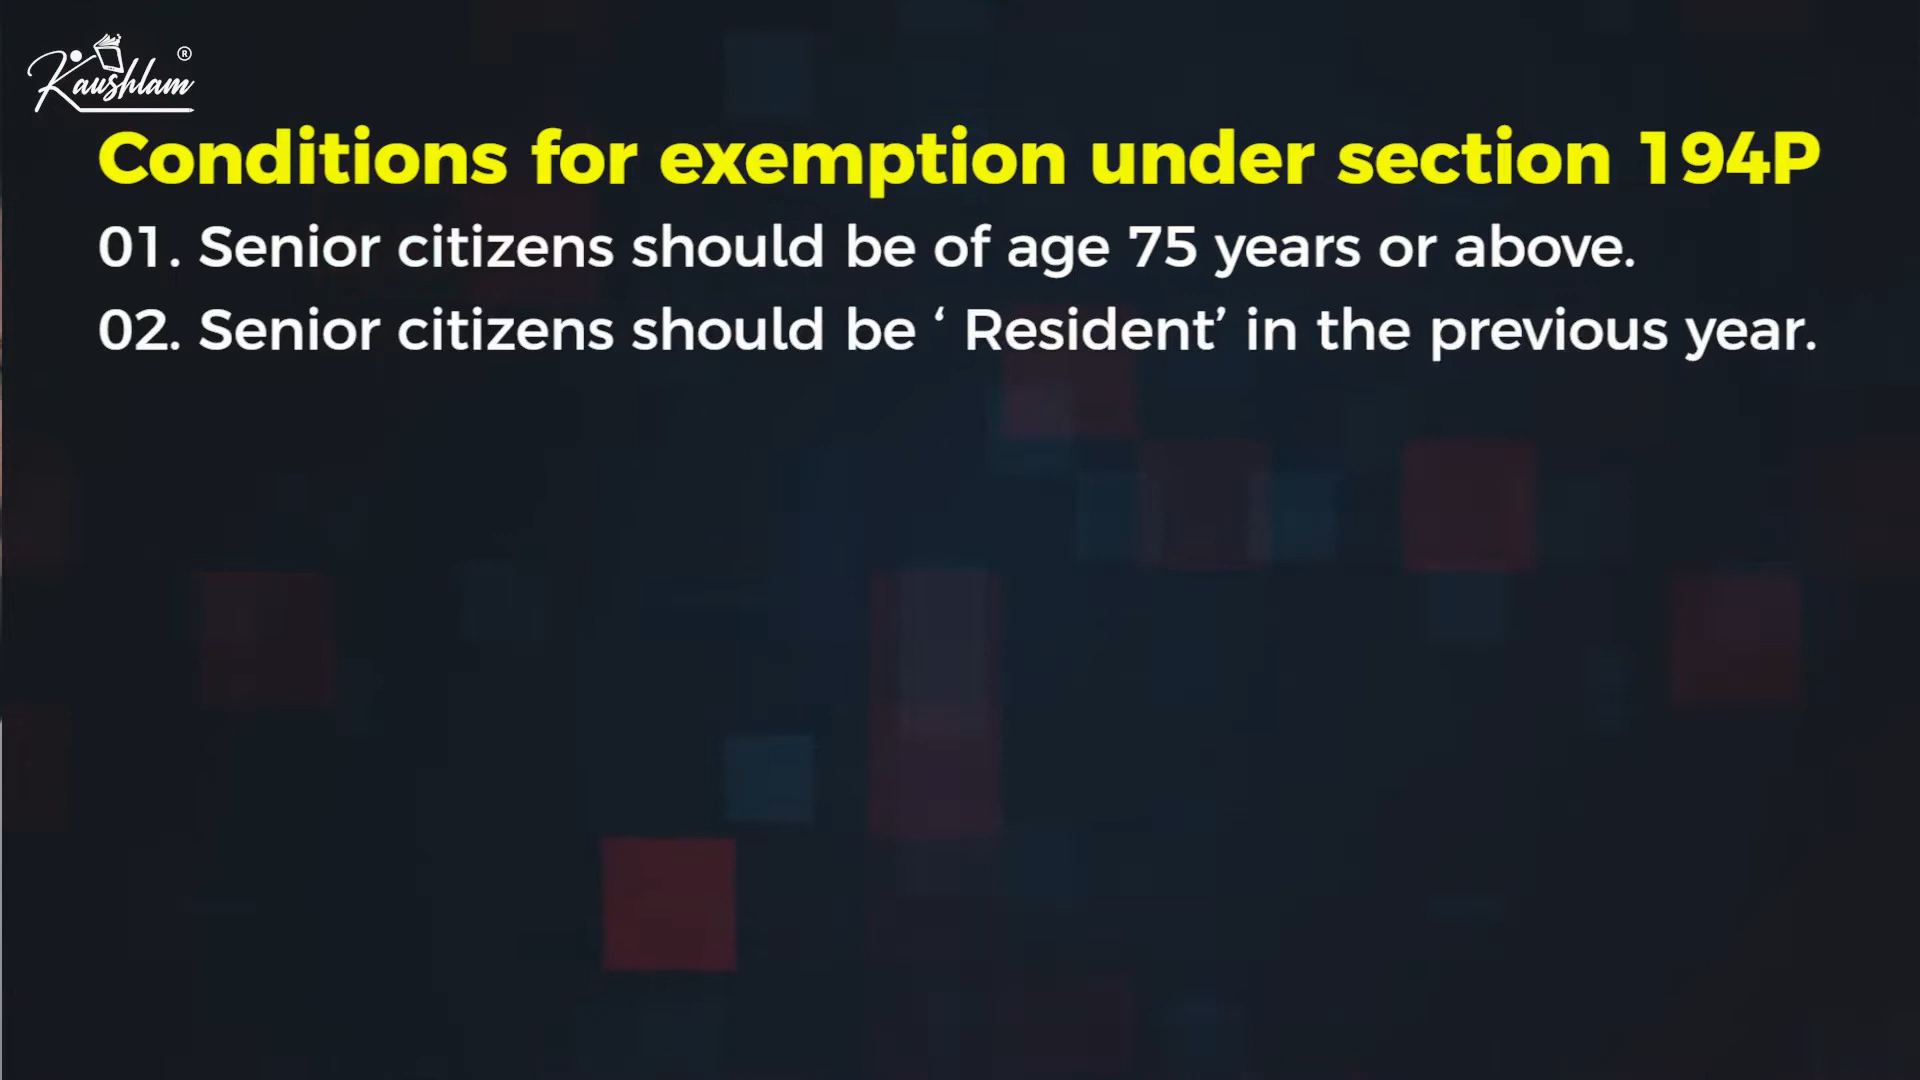 Kaushlam ®
Conditions for exemption under section 194P
01. Senior citizens should be of age 75 years or above.
02. Senior citizens should be ‘ Resident’ in the previous year.